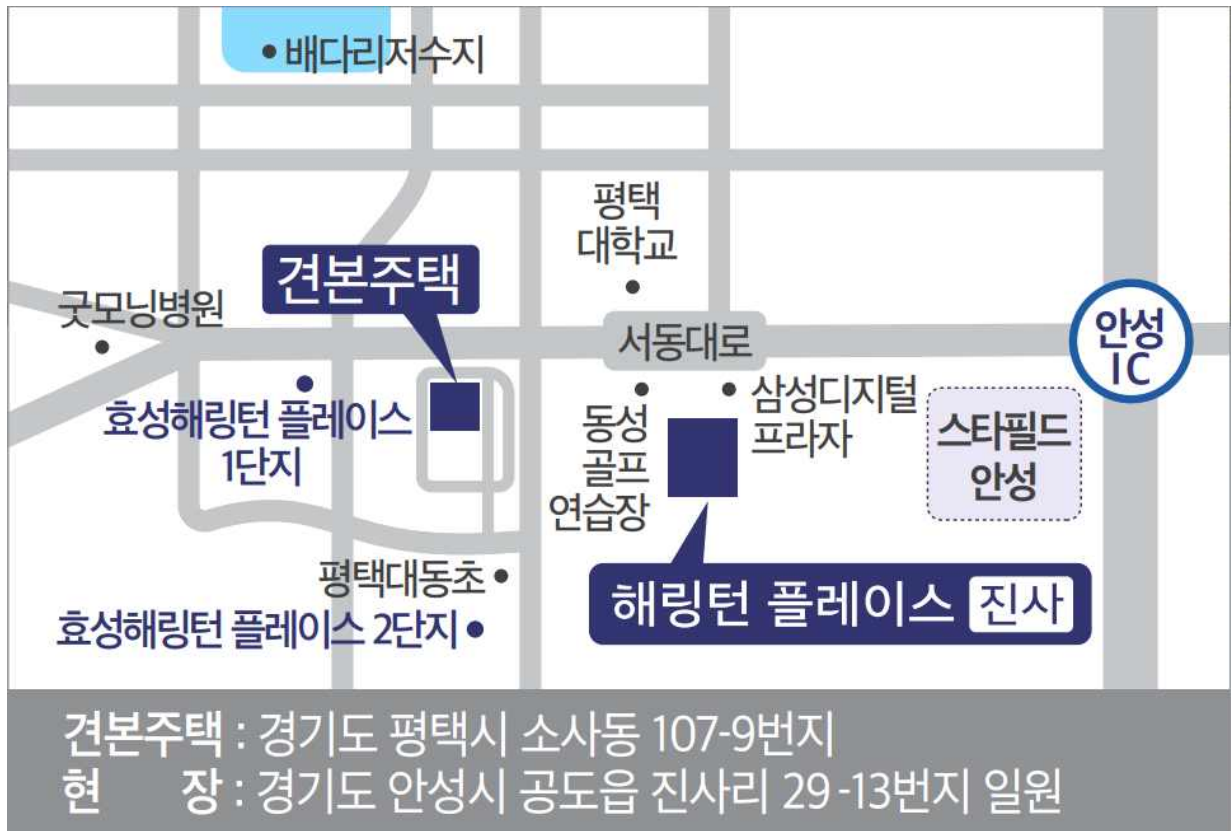 배다리저수지
평택
대학교
견본주택
굿모닝병원
서동대로
안성
IC
효성해링턴 플레이스
1단지
동성
골프
연습장
삼성디지털
프라자
스타필드
안성
평택대동초
해링턴 플레이스 진사
효성해링턴 플레이스 2단지
견본주택 : 경기도 평택시 소사동 107-9번지
현 장 : 경기도 안성시 공도읍 진사리 29-13번지 일원